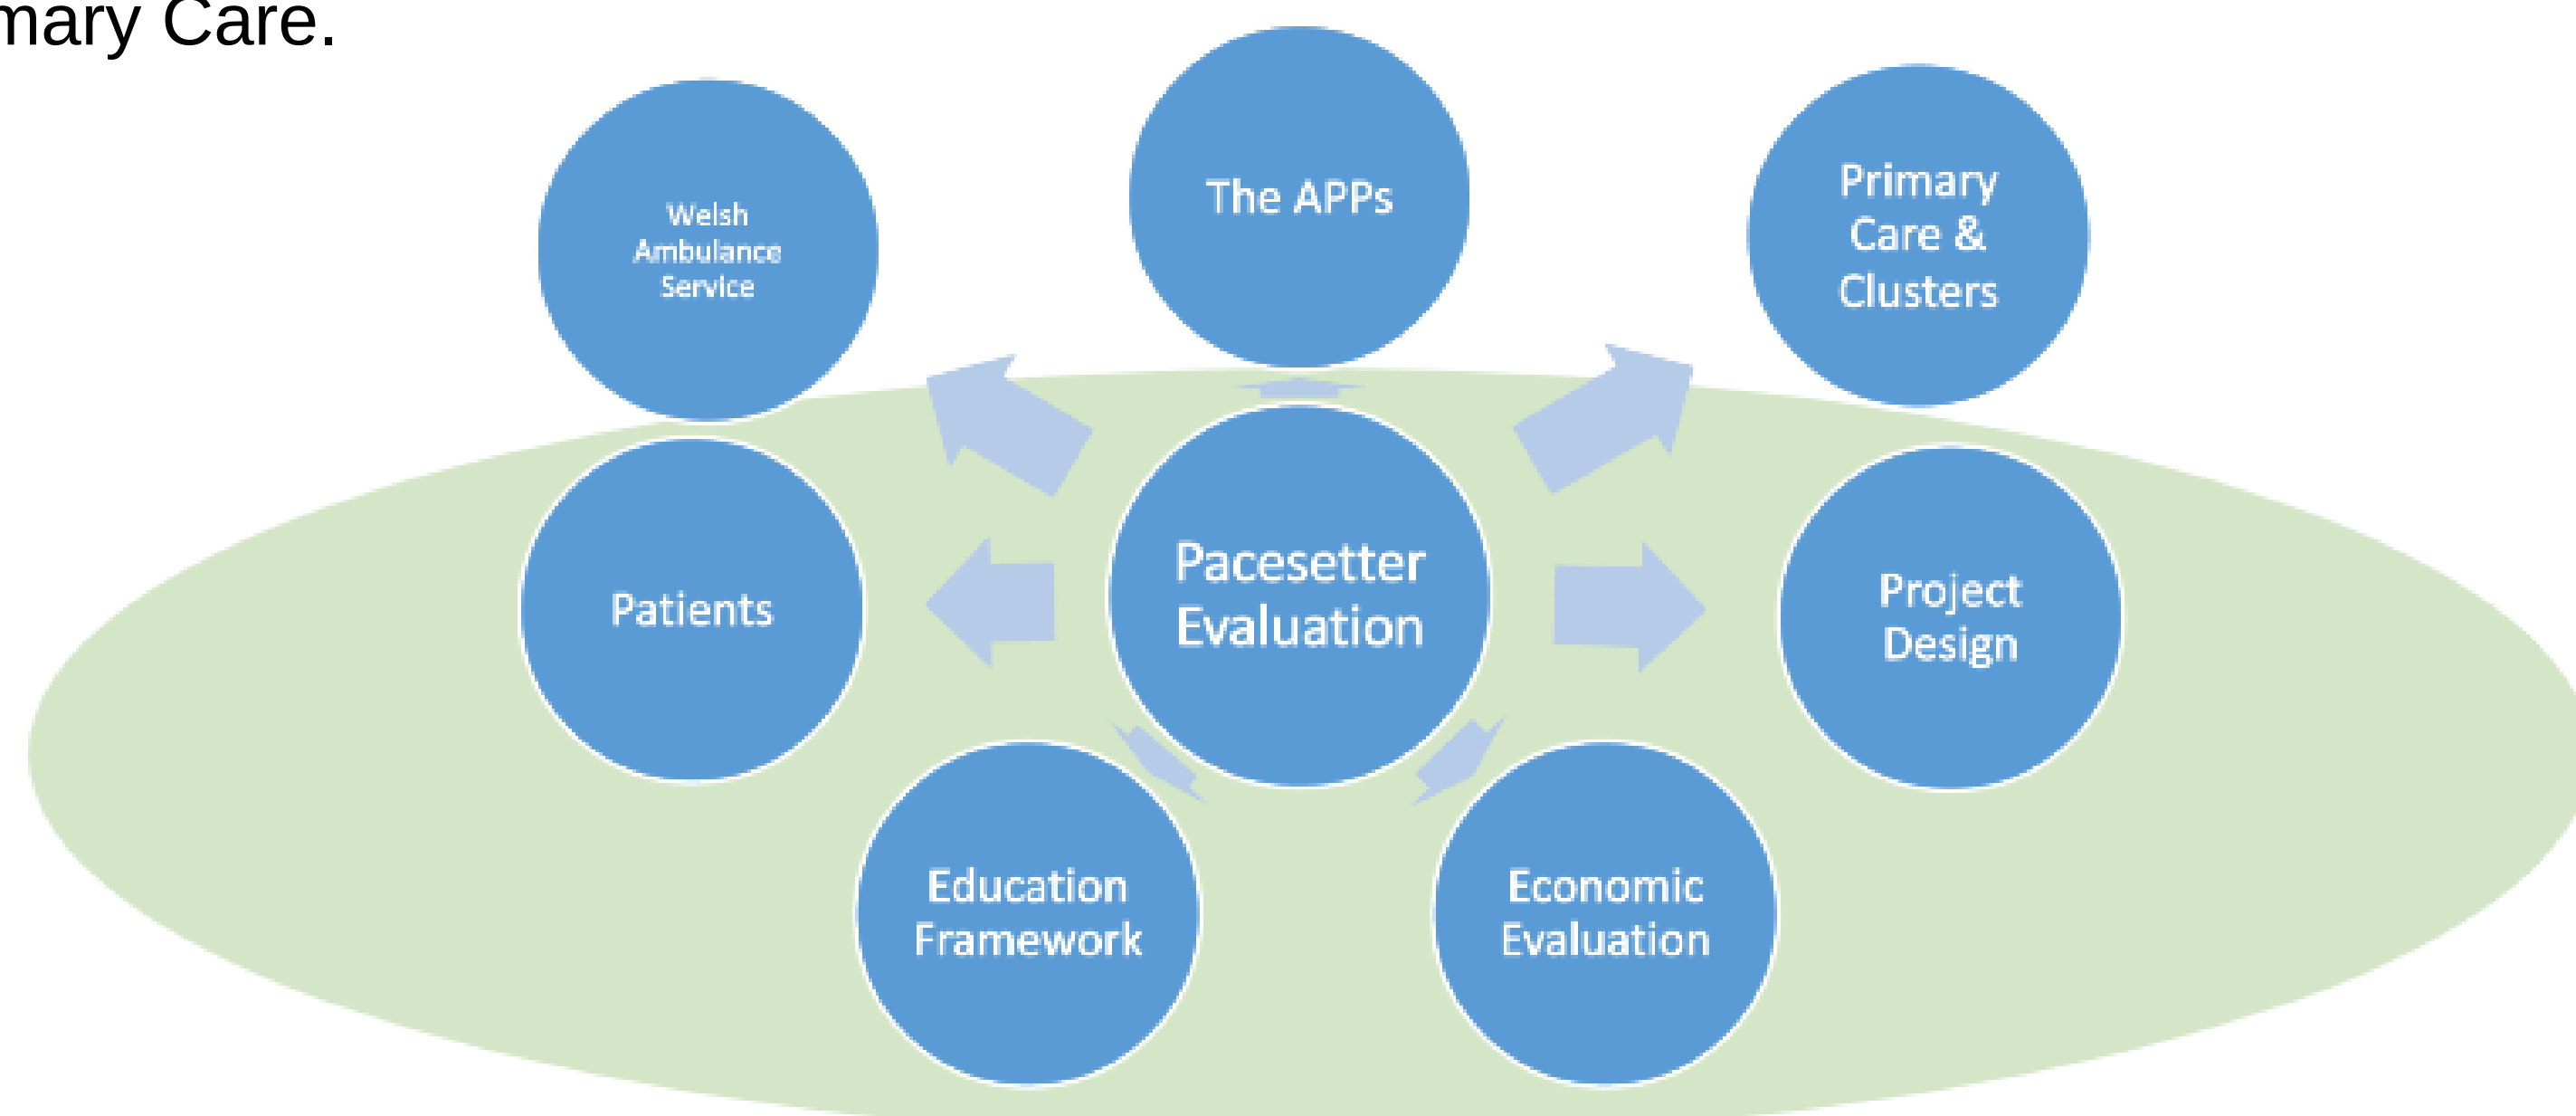 mary Care.
The APPs
Welsh
Ambulance
Service
Primary
Care &
Clusters
Pacesetter
Evaluation
Patients
Project
Design
Education
Framework
Economic
Evaluation